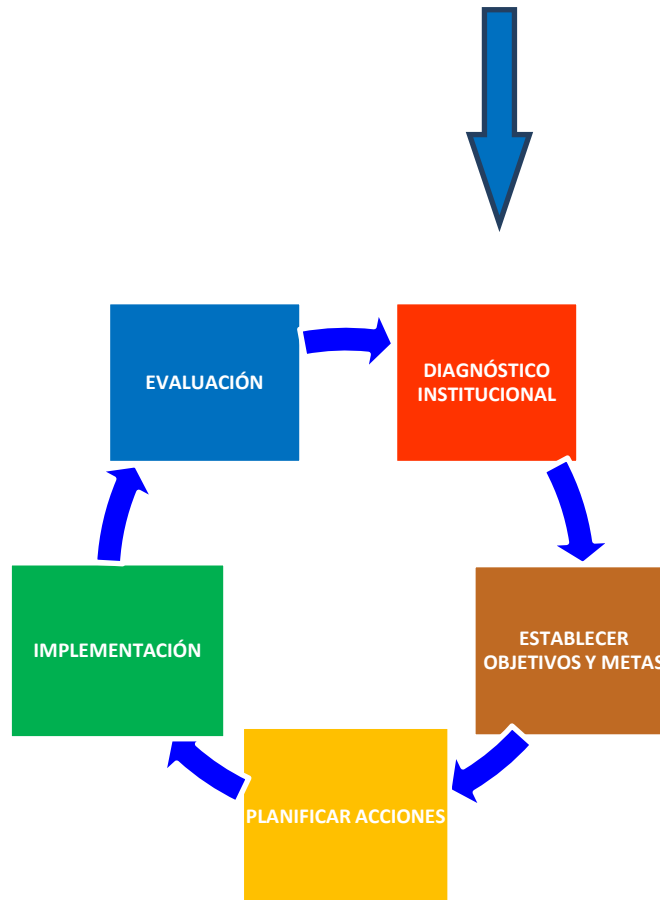 EVALUACIÓN
DIAGNÓSTICO
INSTITUCIONAL
ESTABLECER
OBJETIVOS Y METAS
PLANIFICAR ACCIONES
IMPLEMENTACIÓN